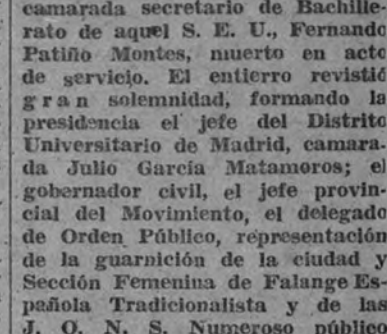 camarada secretario de Bachille-
rato de aquel S. E. U., Fernando
Patiño Montes, muerto en acto
de servicio. El entierro revistió
gran solemnidad, formando la
presidencia el jefe del Distrito
Universitario de Madrid, camara-
da Julio García Matamoros; el
gobernador civil, el jefe provin-
cial del Movimiento, el delegado
de Orden Público, representación
de la guarnición de la ciudad y
Sección Femenina de Falange Es-
pañola Tradicionalista y de las
J. O. N. S. Numeroso público